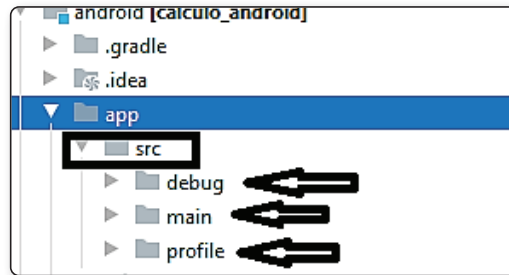 android [calculo_android]
.gradle
.idea
app
src
debug
main
profile